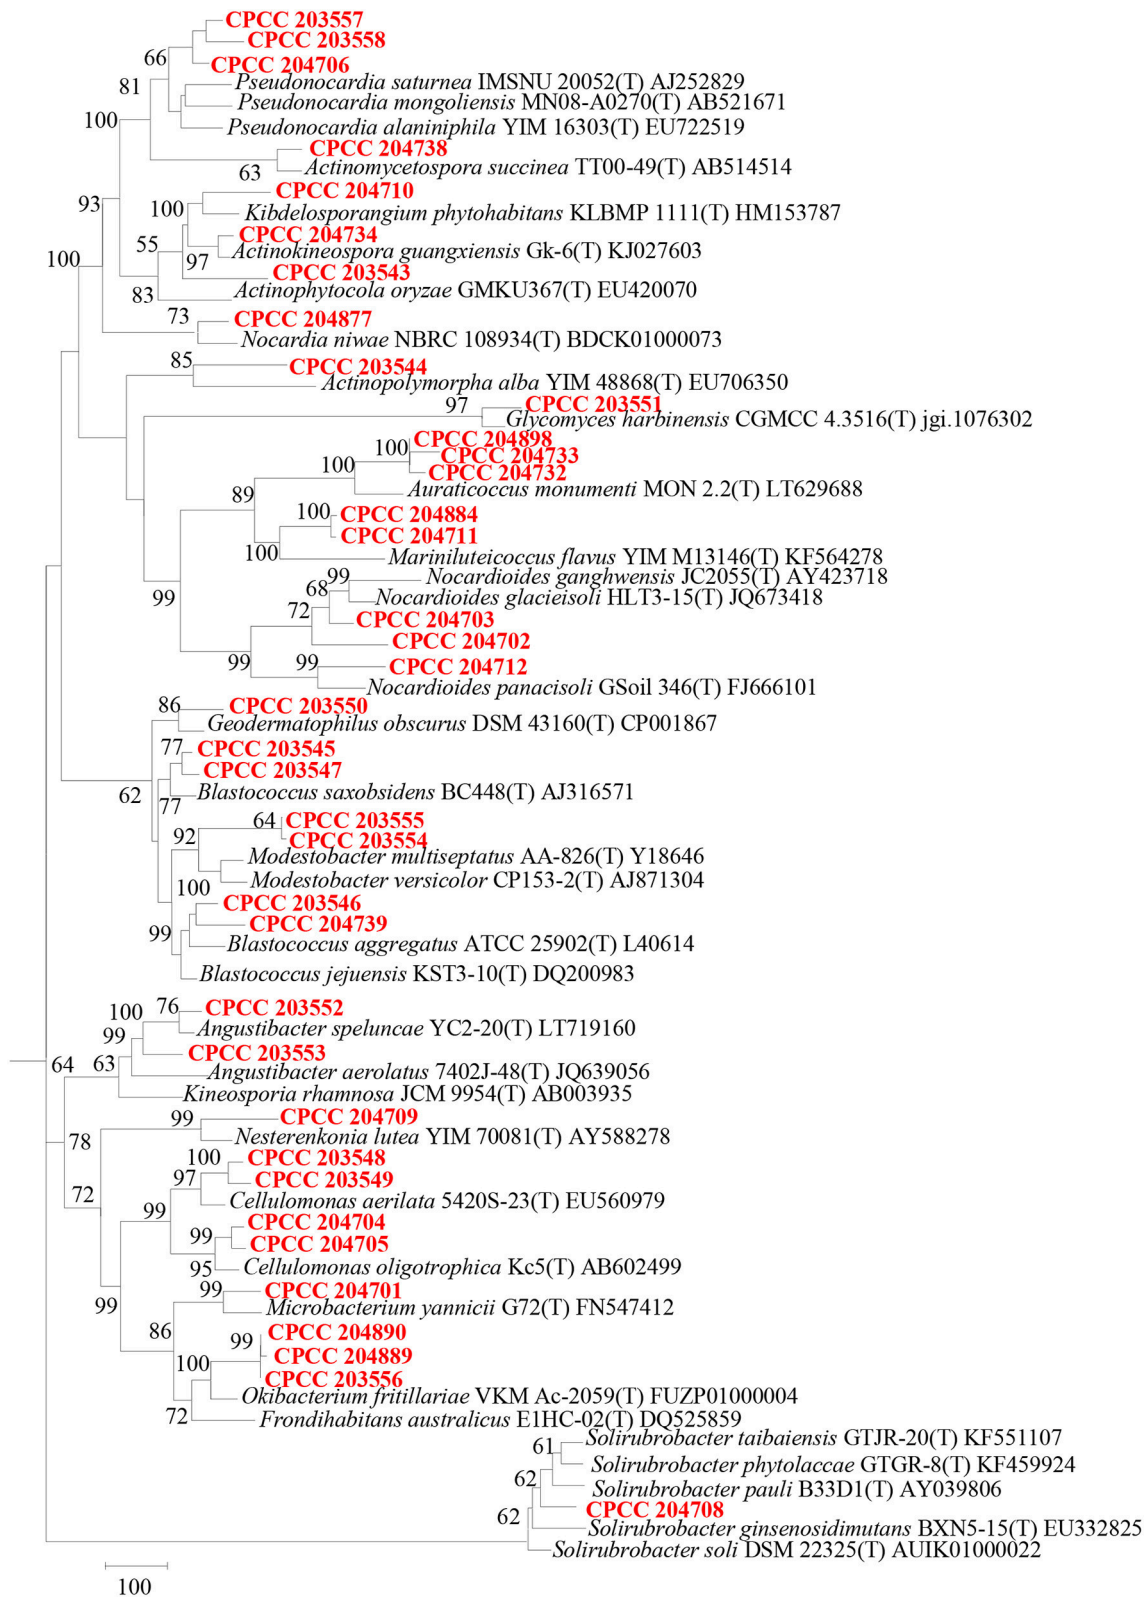 CPCC 203557
CPCC 203558
66
CPCC 204706
81
Pseudonocardia saturnea IMSNU 20052(T) AJ252829
Pseudonocardia mongoliensis MN08-A0270(T) AB521671
100
Pseudonocardia alaniniphila YIM 16303(T) EU722519
CPCC 204738
63
Actinomycetospora succinea TT00-49(T) AB514514
CPCC 204710
93
100
Kibdelosporangium phytohabitans KLBMP 1111(T) HM153787
CPCC 204734
55
Actinokineospora guangxiensis Gk-6(T) KJ027603
100
97
CPCC 203543
83
Actinophytocola oryzae GMKU367(T) EU420070
73
CPCC 204877
Nocardia niwae NBRC 108934(T) BDCK01000073
85
CPCC 203544
Actinopolymorpha alba YIM 48868(T) EU706350
97
CPCC 203551
Glycomyces harbinensis CGMCC 4.3516(T) jgi.1076302
CPCC 204898
100
CPCC 204733
100
CPCC 204732
Auraticoccus monumenti MON 2.2(T) LT629688
89
100
CPCC 204884
CPCC 204711
100
Mariniluteicoccus flavus YIM M13146(T) KF564278
99
Nocardioides ganghwensis JC2055(T) AY423718
68
Nocardioides glacieisoli HLT3-15(T) JQ673418
99
72
CPCC 204703
CPCC 204702
99
99
CPCC 204712
Nocardioides panacisoli GSoil 346(T) FJ666101
86
CPCC 203550
Geodermatophilus obscurus DSM 43160(T) CP001867
77
CPCC 203545
CPCC 203547
62
77
Blastococcus saxobsidens BC448(T) AJ316571
64
CPCC 203555
92
CPCC 203554
Modestobacter multiseptatus AA-826(T) Y18646
Modestobacter versicolor CP153-2(T) AJ871304
100
CPCC 203546
CPCC 204739
99
Blastococcus aggregatus ATCC 25902(T) L40614
Blastococcus jejuensis KST3-10(T) DQ200983
76
CPCC 203552
100
Angustibacter speluncae YC2-20(T) LT719160
99
CPCC 203553
64
63
Angustibacter aerolatus 7402J-48(T) JQ639056
Kineosporia rhamnosa JCM 9954(T) AB003935
99
CPCC 204709
78
Nesterenkonia lutea YIM 70081(T) AY588278
100
CPCC 203548
97
CPCC 203549
72
Cellulomonas aerilata 5420S-23(T) EU560979
99
CPCC 204704
99
CPCC 204705
95
Cellulomonas oligotrophica Kc5(T) AB602499
99
CPCC 204701
99
Microbacterium yannicii G72(T) FN547412
86
CPCC 204890
99
CPCC 204889
100
CPCC 203556
Okibacterium fritillariae VKM Ac-2059(T) FUZP01000004
72
Frondihabitans australicus E1HC-02(T) DQ525859
Solirubrobacter taibaiensis GTJR-20(T) KF551107
61
Solirubrobacter phytolaccae GTGR-8(T) KF459924
62
Solirubrobacter pauli B33D1(T) AY039806
CPCC 204708
62
Solirubrobacter ginsenosidimutans BXN5-15(T) EU332825
Solirubrobacter soli DSM 22325(T) AUIK01000022
100